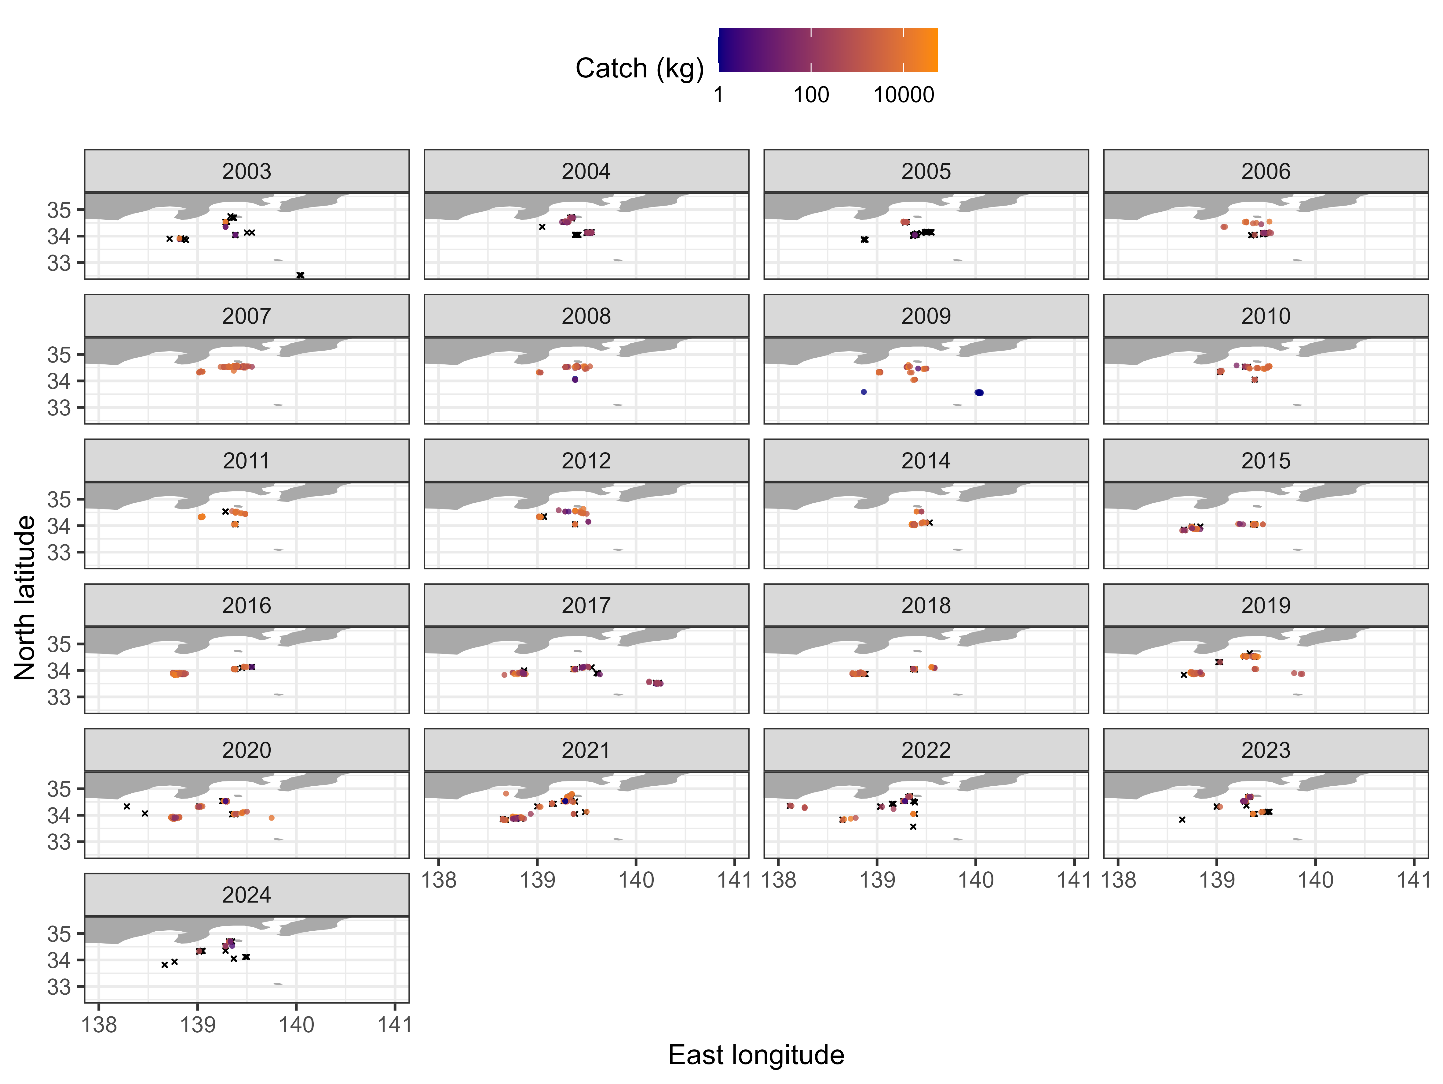 Catch (kg)
1 100 10000
2003 2004 2005 2006
35
34
33
2007 2008 2009 2010
35
34
33
2011 2012 2014 2015
35
34
33
2016 2017 2018 2019
35
34
33
2020 2021 2022 2023
35
34
33
138 139 140 141 138 139 140 141 138 139 140 141
2024
35
34
33
138 139 140 141
North latitude
East longitude